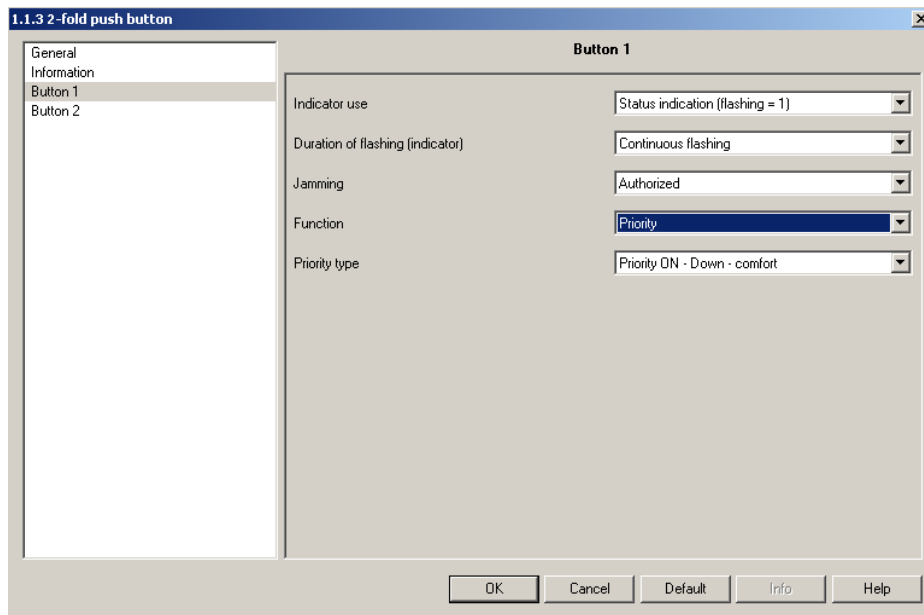 1.1.3 2-fold push button
General
Information
Button 1
Button 2
Button 1
Indicator use
Status indication (flashing = 1)
Duration of flashing (indicator)
Continuous flashing
Jamming
Authorized
Function
Priority
Priority type
Priority ON - Down - comfort
OK
Cancel
Default
Info
Help